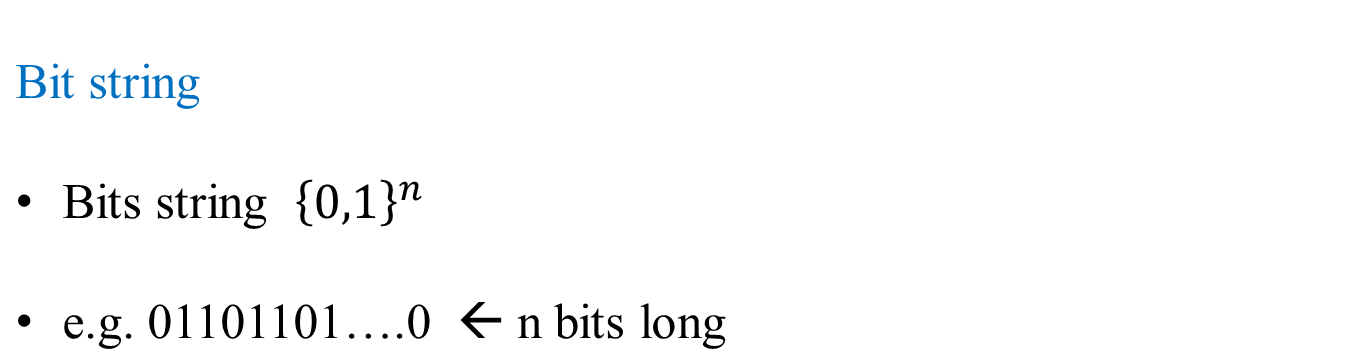 Bit string
• Bits string {0,1}ⁿ
• e.g. 01101101….0 ← n bits long